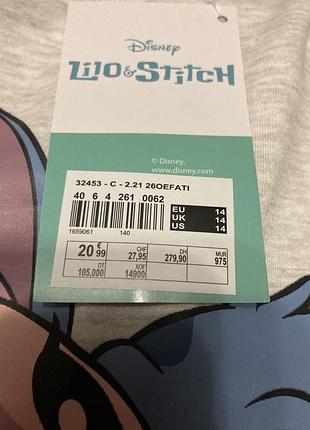 Disney
Lilo & Stitch
© Disney.
www.disney.com
32453 - C - 2.21 26OEFATI
40 6 4 261 0062
1659061 140
EU 14
UK 14
US 14
20 €99
CHF 27,95
DH 279,90
MUR 975
DT 105,000
XOF 14900